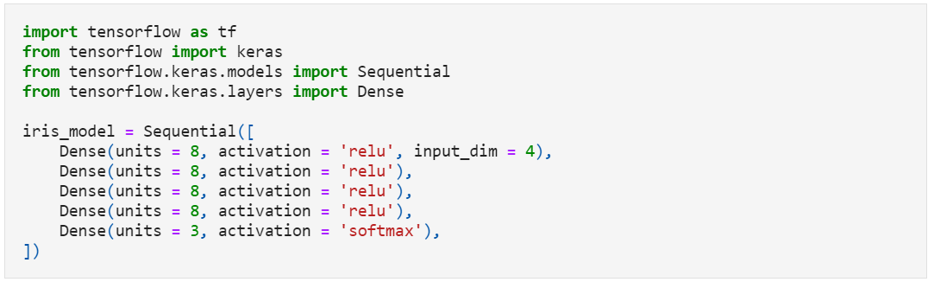 import tensorflow as tf
from tensorflow import keras
from tensorflow.keras.models import Sequential
from tensorflow.keras.layers import Dense

iris_model = Sequential([
    Dense(units = 8, activation = 'relu', input_dim = 4),
    Dense(units = 8, activation = 'relu'),
    Dense(units = 8, activation = 'relu'),
    Dense(units = 8, activation = 'relu'),
    Dense(units = 3, activation = 'softmax'),
])